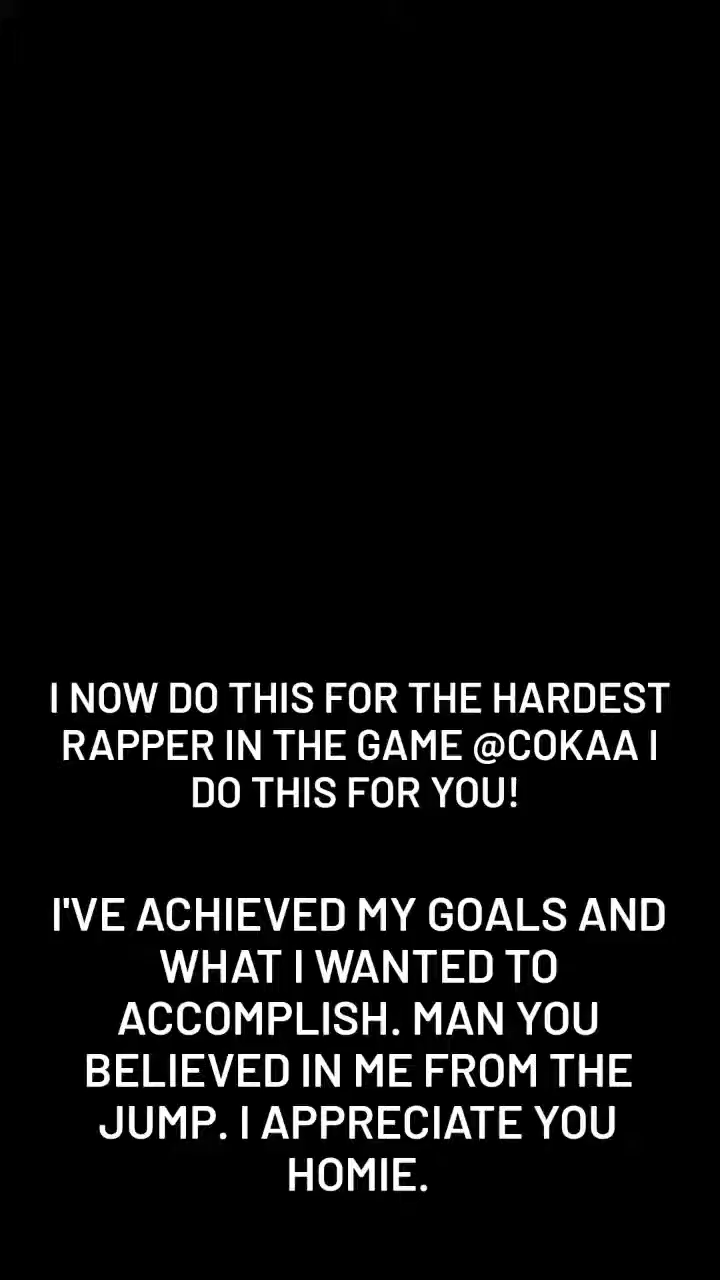 I NOW DO THIS FOR THE HARDEST
RAPPER IN THE GAME @COKAA I
DO THIS FOR YOU!
I'VE ACHIEVED MY GOALS AND
WHAT I WANTED TO
ACCOMPLISH. MAN YOU
BELIEVED IN ME FROM THE
JUMP. I APPRECIATE YOU
HOMIE.